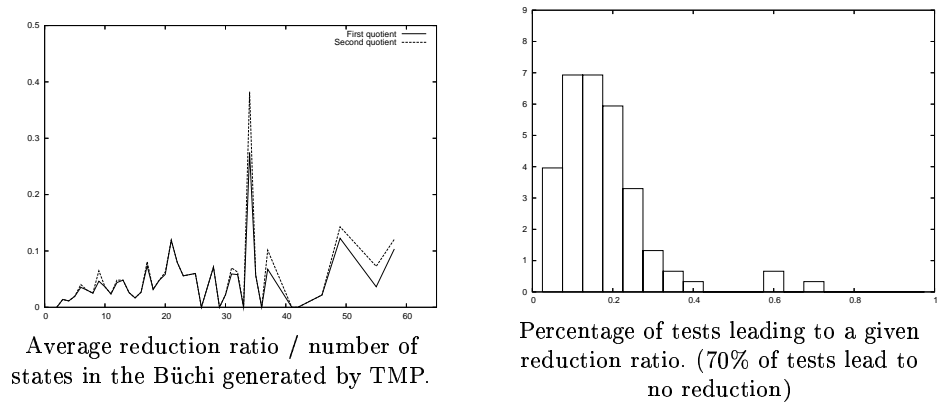 0.5
0.4
0.3
0.2
0.1
0
0 10 20 30 40 50 60
First quotient
Second quotient
Average reduction ratio / number of
states in the Büchi generated by TMP.
9
8
7
6
5
4
3
2
1
0
0 0.2 0.4 0.6 0.8 1
Percentage of tests leading to a given
reduction ratio. (70% of tests lead to
no reduction)